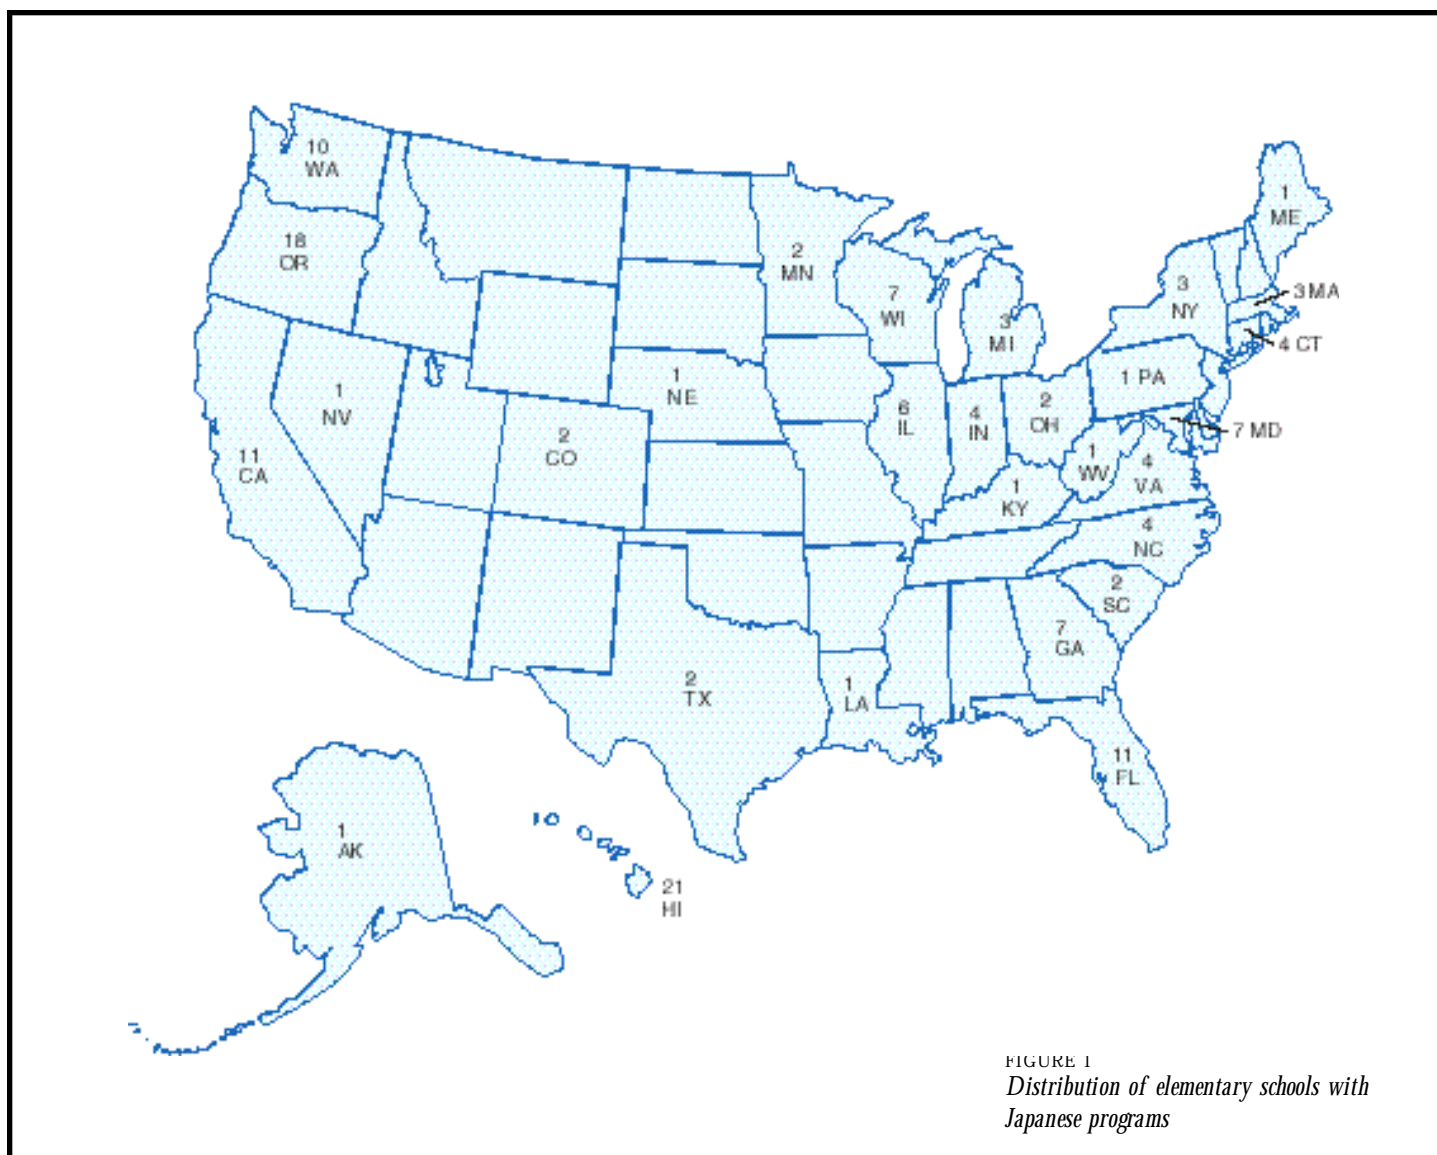 10
WA
18
OR
11
CA
1
NV
2
CO
1
NE
2
MN
7
WI
3
MI
6
IL
4
IN
2
OH
1
KY
1
WV
4
VA
4
NC
2
SC
7
GA
11
FL
1
LA
2
TX
1
ME
3
NY
3 MA
4 CT
1 PA
7 MD
1
AK
21
HI
FIGURE 1
Distribution of elementary schools with
Japanese programs